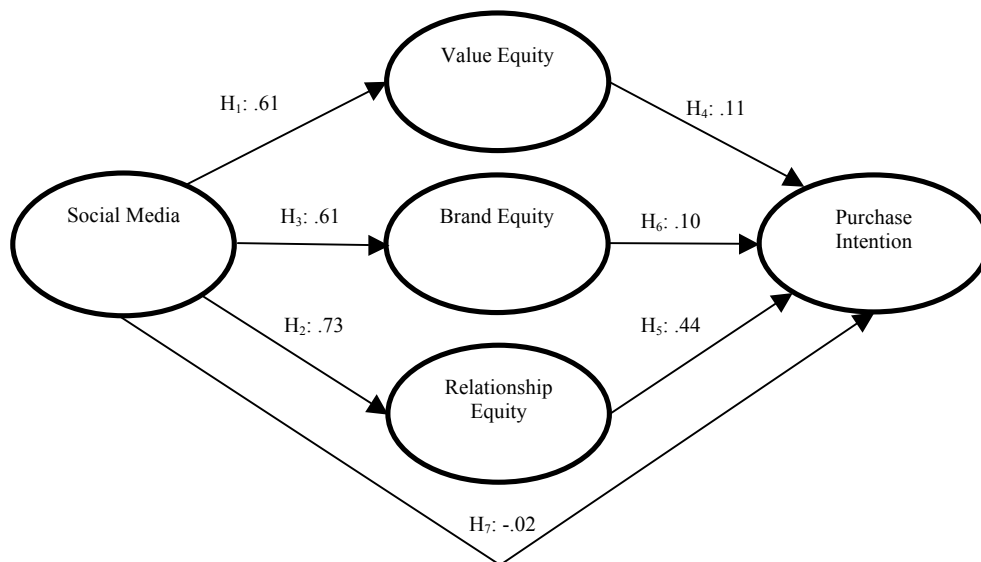 Value Equity
H₁: .61
H₄: .11
Social Media
H₃: .61
Brand Equity
H₆: .10
Purchase
Intention
H₂: .73
H₅: .44
Relationship
Equity
H₇: -.02